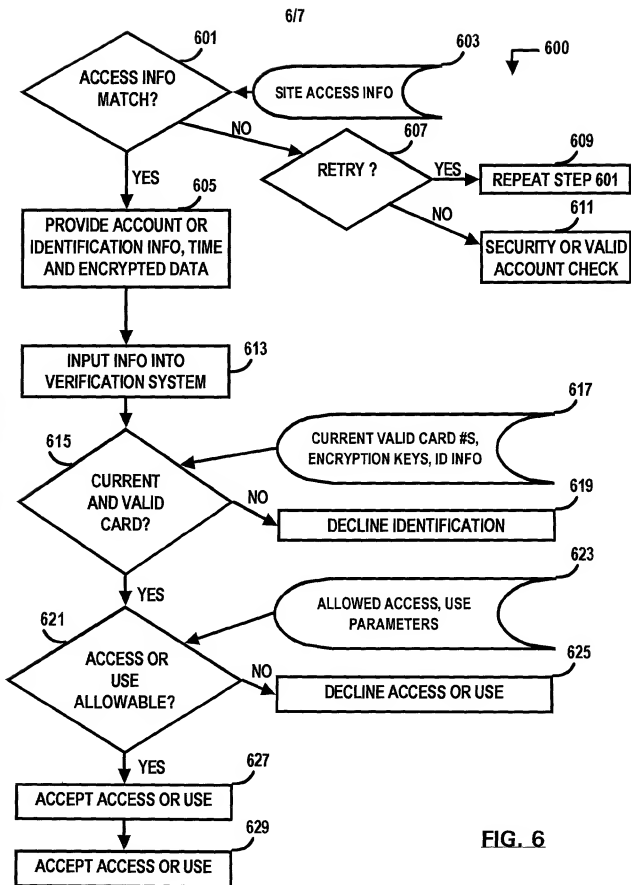 6/7
601
603
600
ACCESS INFO
MATCH?
SITE ACCESS INFO
NO
607
RETRY ?
YES
609
REPEAT STEP 601
YES
605
NO
611
PROVIDE ACCOUNT OR
IDENTIFICATION INFO, TIME
AND ENCRYPTED DATA
SECURITY OR VALID
ACCOUNT CHECK
613
INPUT INFO INTO
VERIFICATION SYSTEM
617
615
CURRENT VALID CARD #S,
ENCRYPTION KEYS, ID INFO
CURRENT
AND VALID
CARD?
NO
619
DECLINE IDENTIFICATION
YES
623
621
ALLOWED ACCESS, USE
PARAMETERS
ACCESS OR
USE
ALLOWABLE?
NO
625
DECLINE ACCESS OR USE
YES
627
ACCEPT ACCESS OR USE
629
ACCEPT ACCESS OR USE
FIG. 6